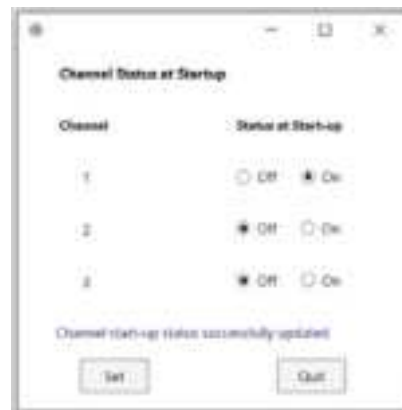 Channel Status at Startup
Channel Status at Start-up
1 Off On
2 Off On
3 Off On
Channel start-up status successfully updated
Set Quit